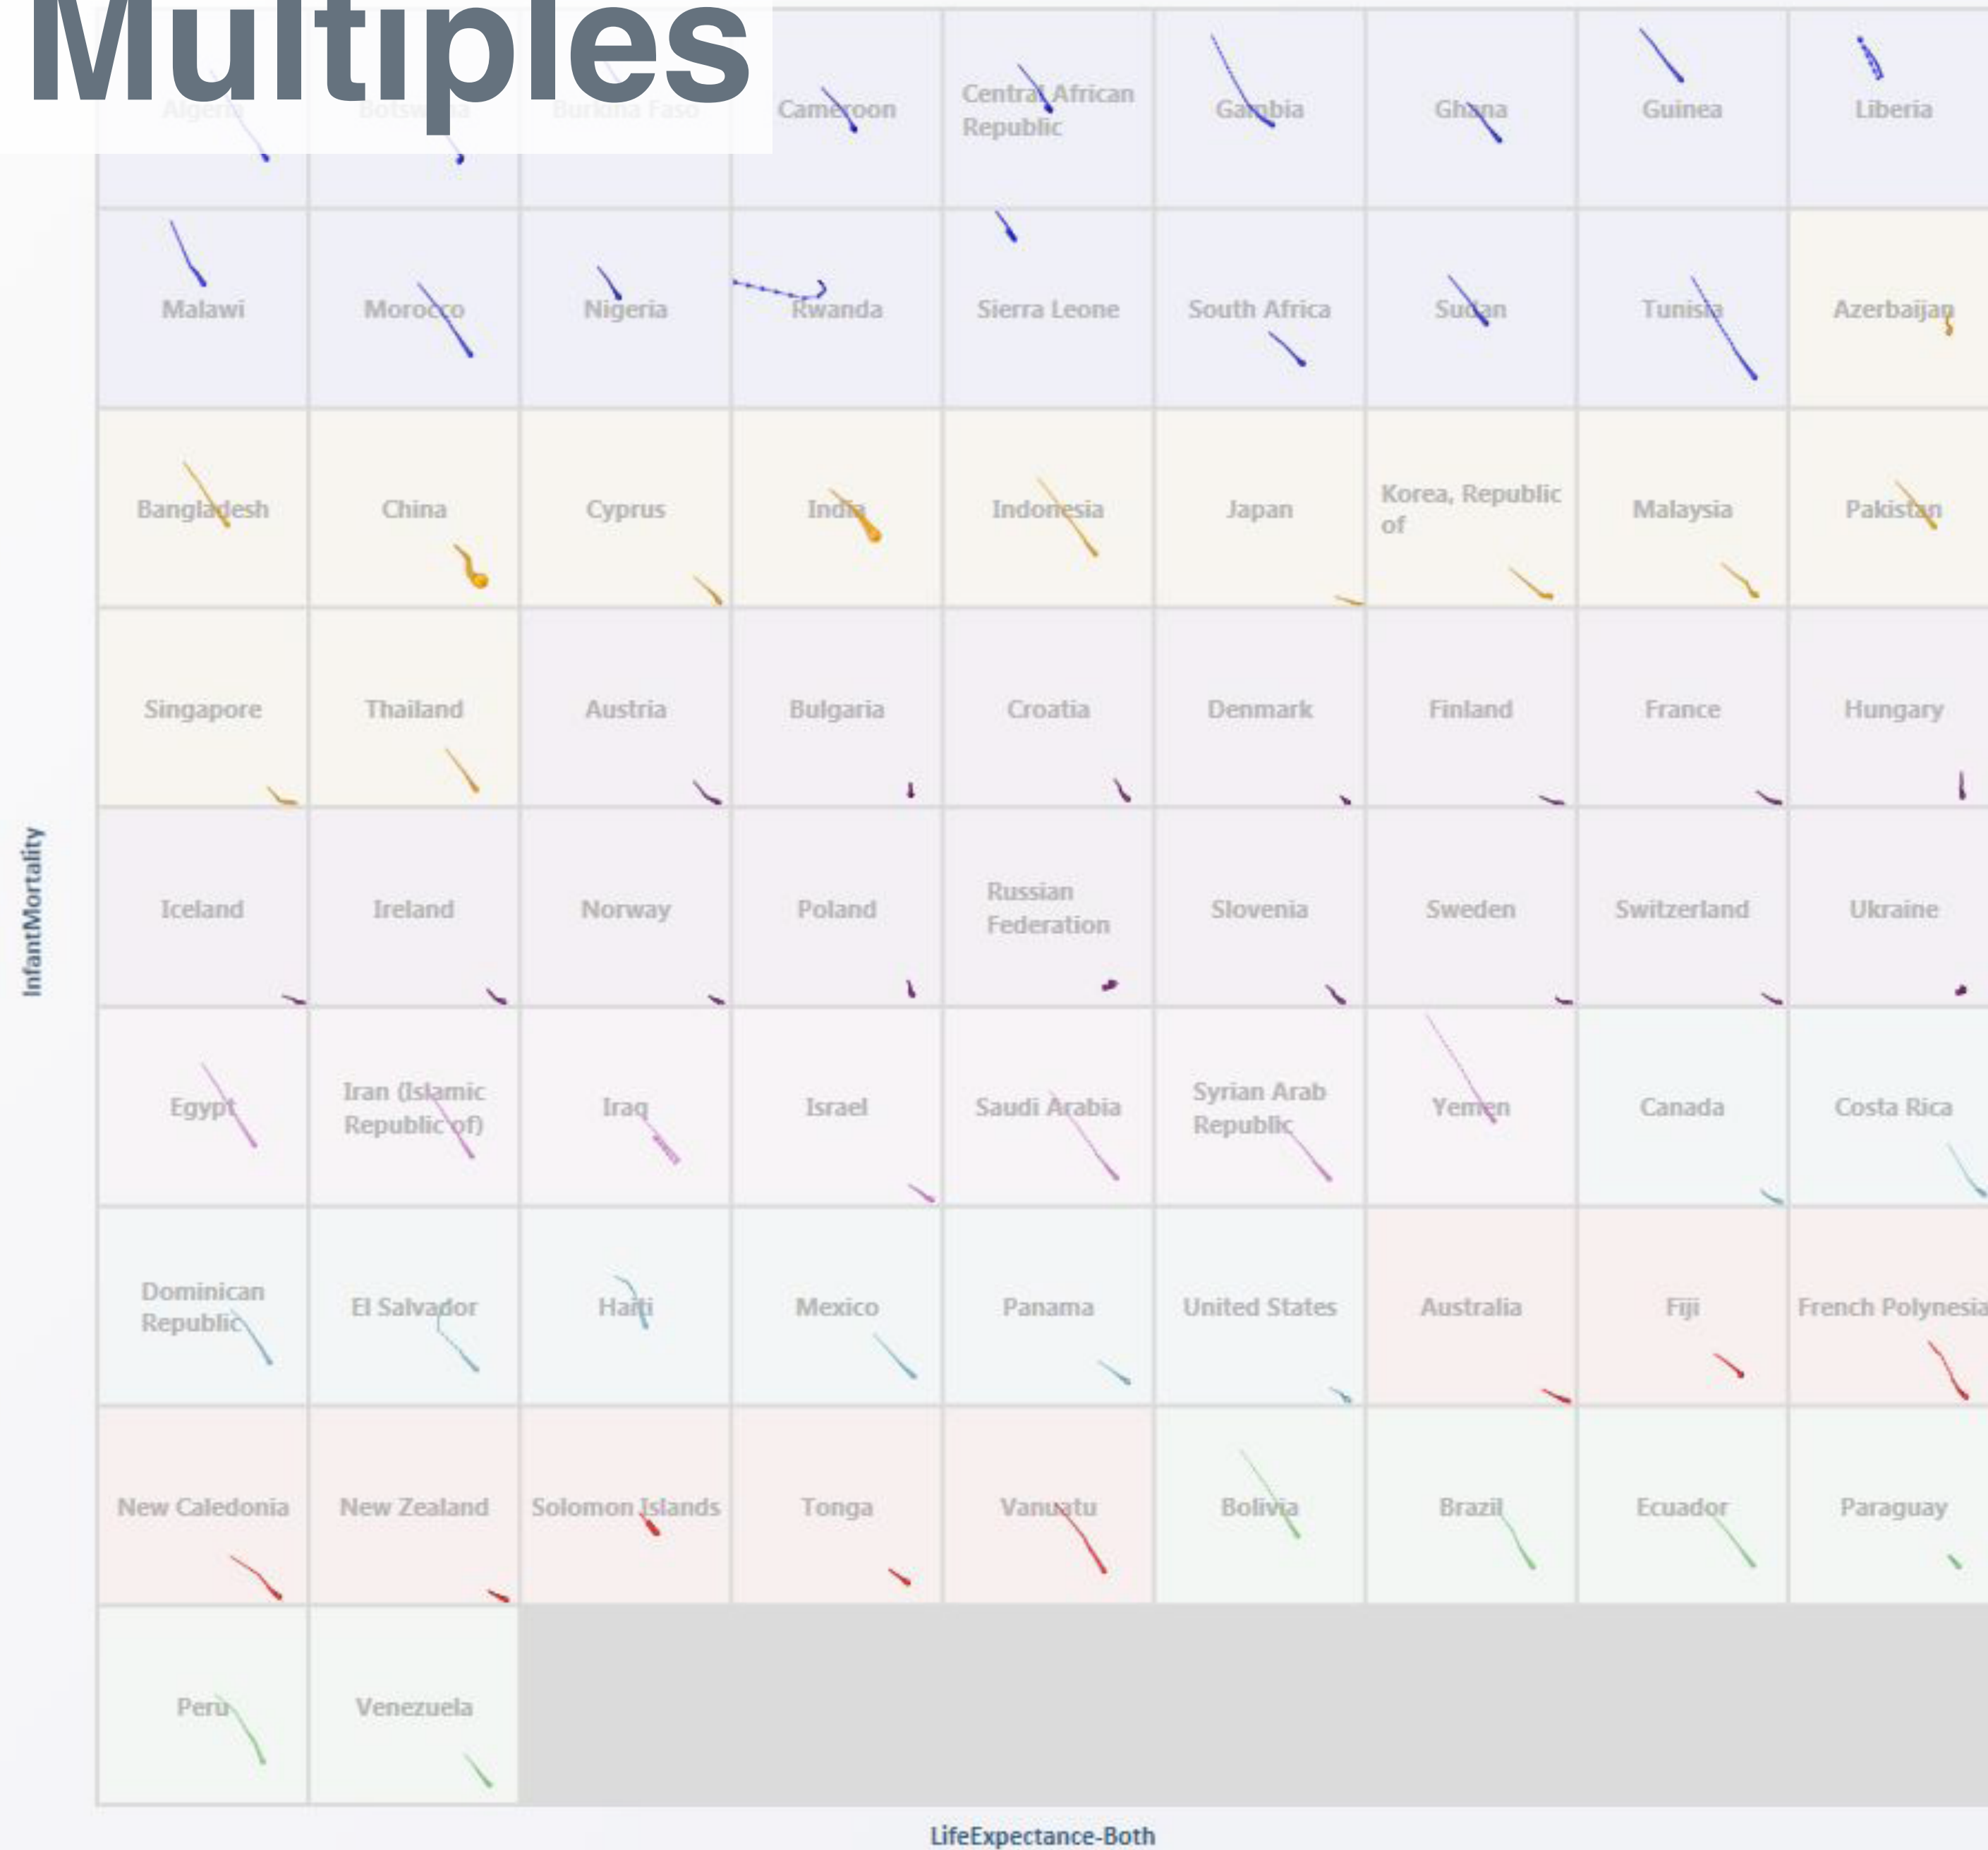 Multiples
Algeria
Botswana
Burkina Faso
Cameroon
Central African
Republic
Gambia
Ghana
Guinea
Liberia
Malawi
Morocco
Nigeria
Rwanda
Sierra Leone
South Africa
Sudan
Tunisia
Azerbaijan
Bangladesh
China
Cyprus
India
Indonesia
Japan
Korea, Republic
of
Malaysia
Pakistan
Singapore
Thailand
Austria
Bulgaria
Croatia
Denmark
Finland
France
Hungary
Iceland
Ireland
Norway
Poland
Russian
Federation
Slovenia
Sweden
Switzerland
Ukraine
Egypt
Iran (Islamic
Republic of)
Iraq
Israel
Saudi Arabia
Syrian Arab
Republic
Yemen
Canada
Costa Rica
Dominican
Republic
El Salvador
Haiti
Mexico
Panama
United States
Australia
Fiji
French Polynesia
New Caledonia
New Zealand
Solomon Islands
Tonga
Vanuatu
Bolivia
Brazil
Ecuador
Paraguay
Peru
Venezuela
InfantMortality
LifeExpectance-Both